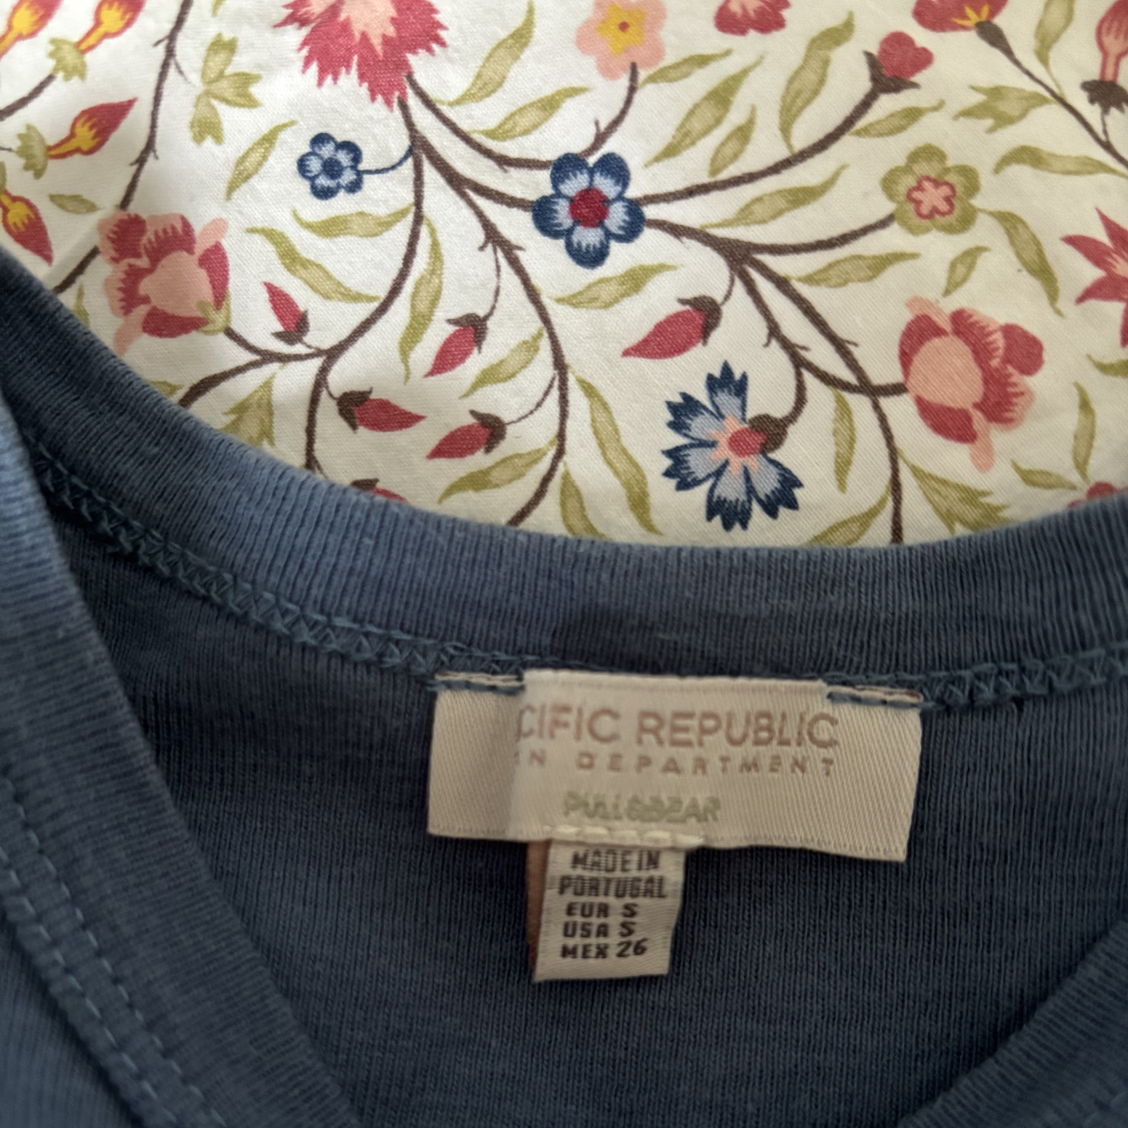 CIFIC REPUBLIC
N DEPARTMENT
PULL&BEAR
MADE IN
PORTUGAL
EUR S
USA S
MEX 26